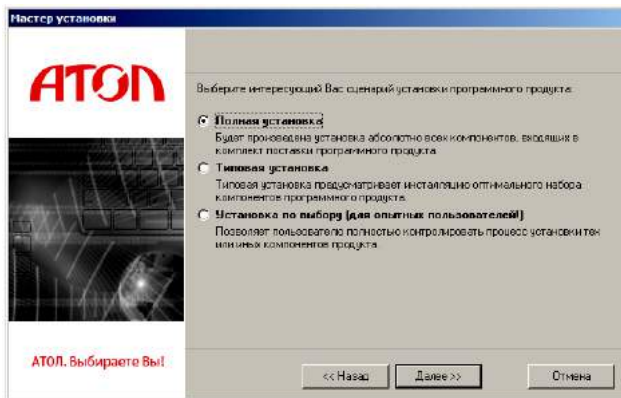 Мастер установки
АТОЛ
Выберите интересующий Вас сценарий установки программного продукта:
Полная установка
Будет произведена установка абсолютно всех компонентов, входящих в
комплект поставки программного продукта.
Типовая установка
Типовая установка предусматривает инсталляцию оптимального набора
компонентов программного продукта.
Установка по выбору (для опытных пользователей!)
Позволяет пользователю полностью контролировать процесс установки тех
или иных компонентов продукта.
АТОЛ. Выбираете Вы!
<< Назад
Далее >>
Отмена